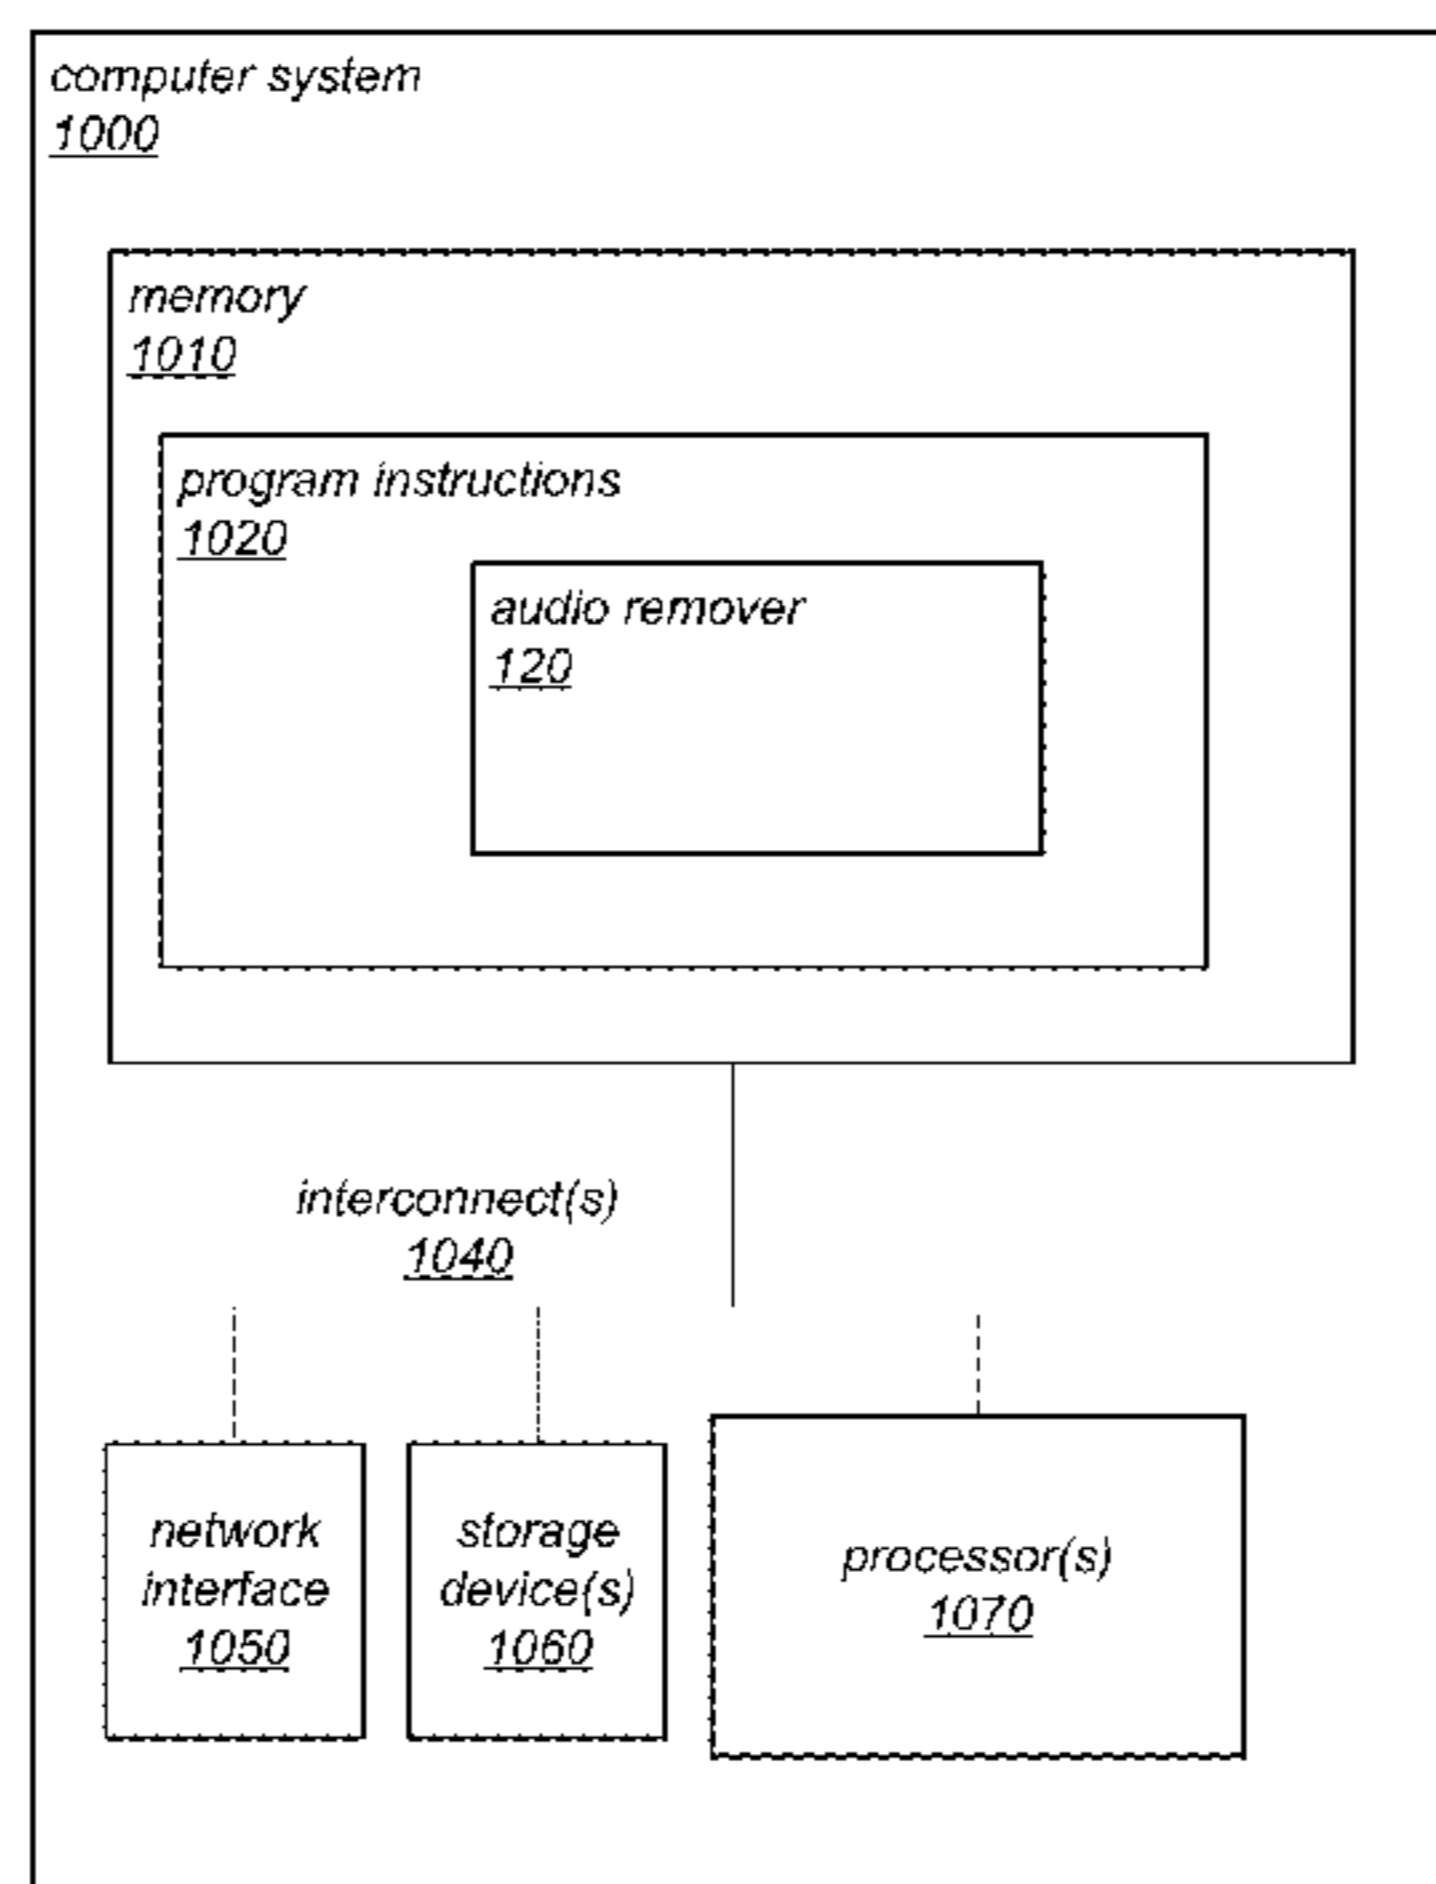 computer system
1000
memory
1010
program instructions
1020
audio remover
120
interconnect(s)
1040
network
interface
1050
storage
device(s)
1060
processor(s)
1070